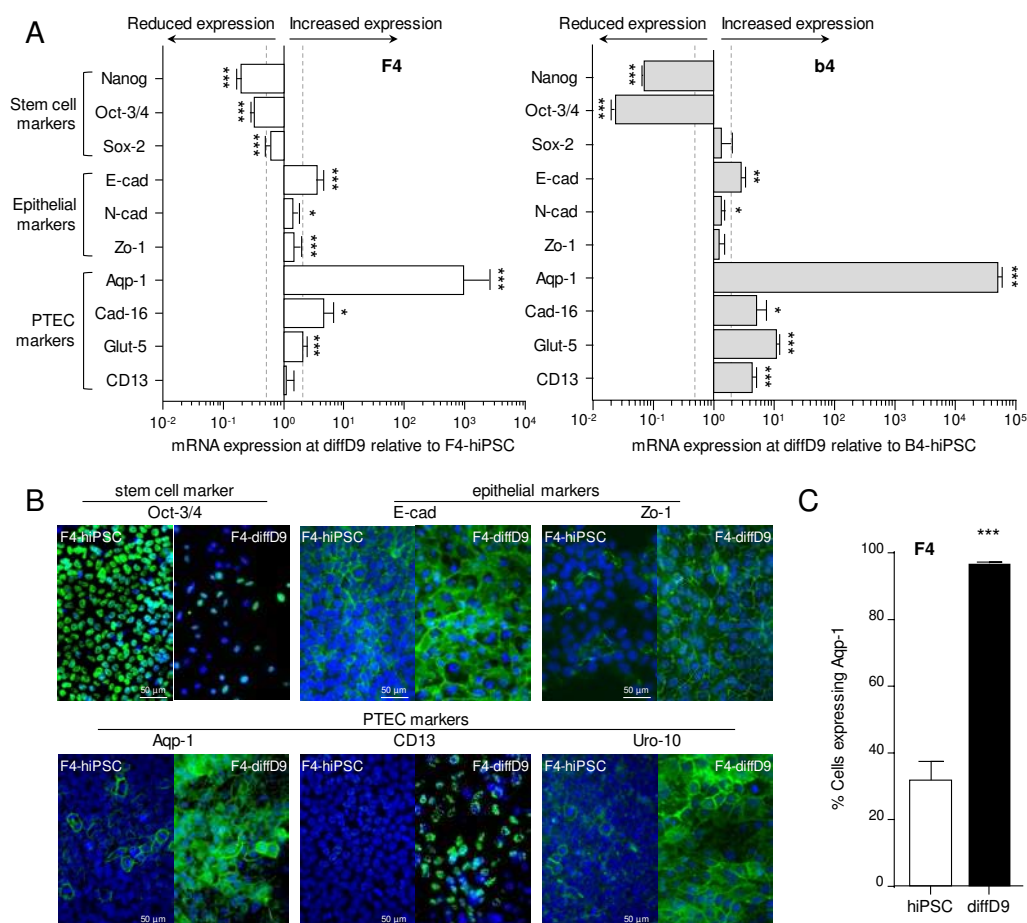 A
Reduced expression
Increased expression
F4
Stem cell
markers
Epithelial
markers
PTEC
markers
Nanog
Oct-3/4
Sox-2
E-cad
N-cad
Zo-1
Aqp-1
Cad-16
Glut-5
CD13
***
***
***
***
*
***
***
*
***
10-2
10-1
100
101
102
103
104
mRNA expression at diffD9 relative to F4-hiPSC
Reduced expression
Increased expression
b4
Nanog
Oct-3/4
Sox-2
E-cad
N-cad
Zo-1
Aqp-1
Cad-16
Glut-5
CD13
***
***
**
*
***
*
***
***
10-2
10-1
100
101
102
103
104
105
mRNA expression at diffD9 relative to B4-hiPSC
B
stem cell marker
Oct-3/4
F4-hiPSC
F4-diffD9
50 µm
epithelial markers
E-cad
F4-hiPSC
F4-diffD9
50 µm
Zo-1
F4-hiPSC
F4-diffD9
50 µm
PTEC markers
Aqp-1
F4-hiPSC
F4-diffD9
50 µm
CD13
F4-hiPSC
F4-diffD9
50 µm
Uro-10
F4-hiPSC
F4-diffD9
50 µm
C
F4
***
% Cells expressing Aqp-1
100
80
60
40
20
0
hiPSC
diffD9